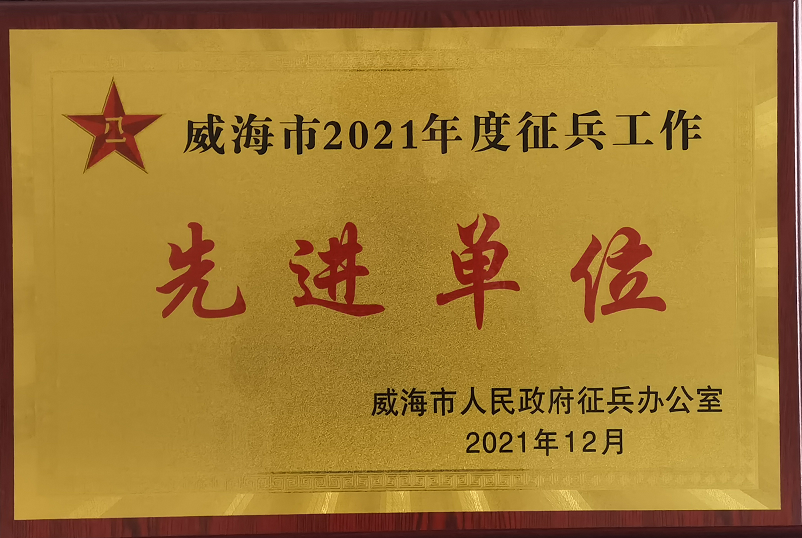 八一
威海市2021年度征兵工作
先进单位
威海市人民政府征兵办公室
2021年12月